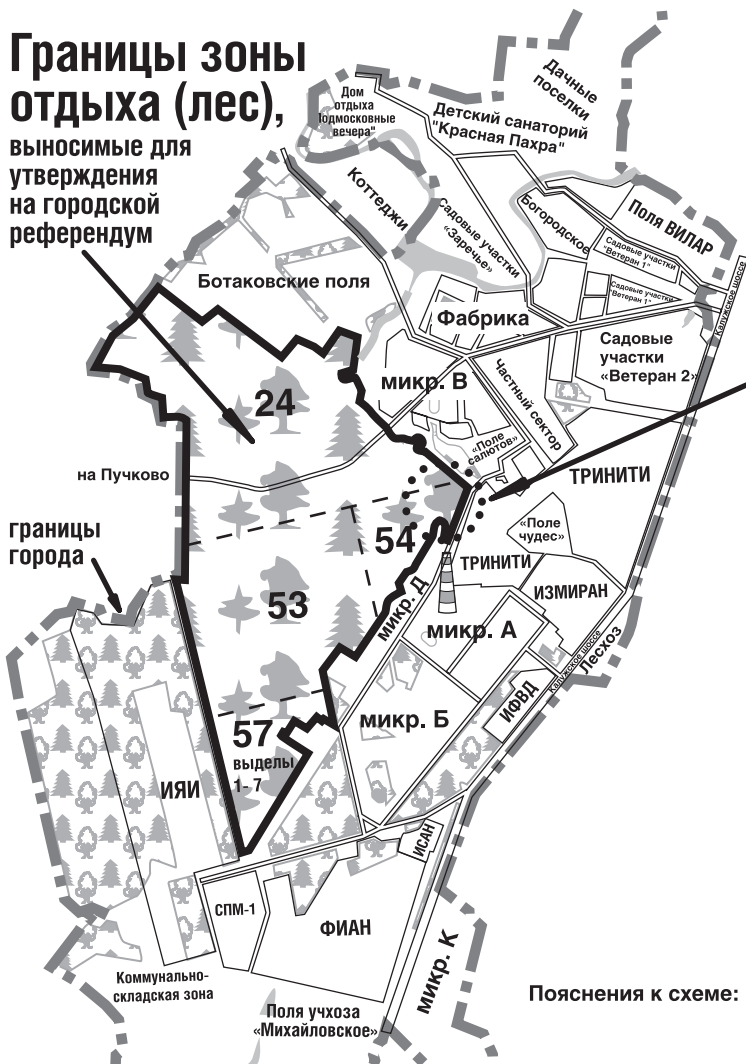 Границы зоны
отдыха (лес),
выносимые для
утверждения
на городской
референдум
Дом
отдыха
Подмосковные
вечера"
Детский санаторий
"Красная Пахра"
Дачные
поселки
Коттеджи
Садовые участки
«Заречье»
Богородское
Поля ВИЛАР
Садовые участки
"Ветеран 1"
Садовые участки
"Ветеран 1"
Калужское шоссе
Ботаковские поля
Фабрика
Садовые
участки
«Ветеран 2»
микр. В
Частный сектор
«Поле
салютов»
24
на Пучково
ТРИНИТИ
«Поле
чудес»
54
ТРИНИТИ
границы
города
ИЗМИРАН
53
микр. Д
микр. А
Калужское шоссе
Лесхоз
ИФВД
микр. Б
57
выделы
1- 7
ИЯИ
ИСАН
СПМ-1
ФИАН
микр. К
Коммунально-
складская зона
Поля учхоза
«Михайловское»
Пояснения к схеме: